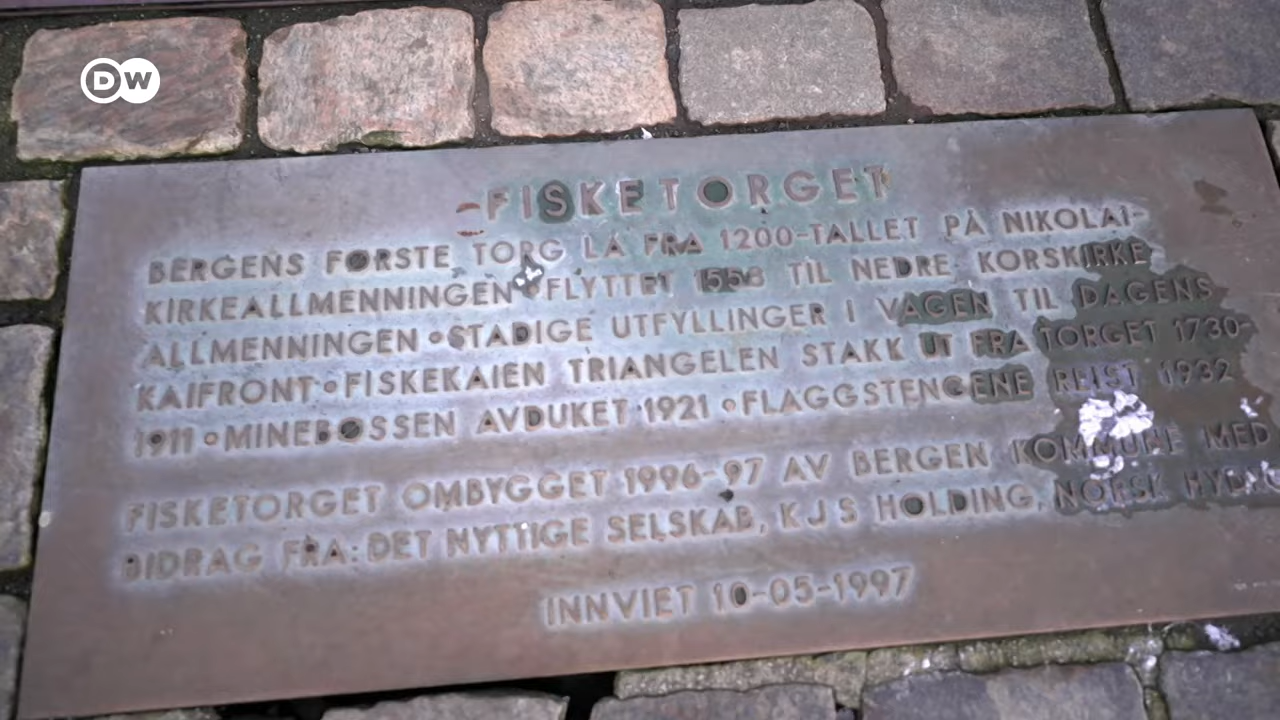 DW
FISKETORGET
BERGENS FØRSTE TORG LÅ FRA 1200-TALLET PÅ NIKOLAI-
KIRKEALLMENNINGEN • FLYTTET 1556 TIL NEDRE KORSKIRKE
ALLMENNINGEN • STADIGE UTFYLLINGER I VÅGEN TIL DAGENS
KAIFRONT • FISKEKAIEN TRIANGELEN STAKK UT FRA TORGET 1730-
1911 • MINEBØSSEN AVDUKET 1921 • FLAGGSTENGENE REIST 1932
FISKETORGET OMBYGGET 1996-97 AV BERGEN KOMMUNE MED
BIDRAG FRA: DET NYTTIGE SELSKAB, KJS HOLDING, NORSK HYDRO
INNVIET 10-05-1997